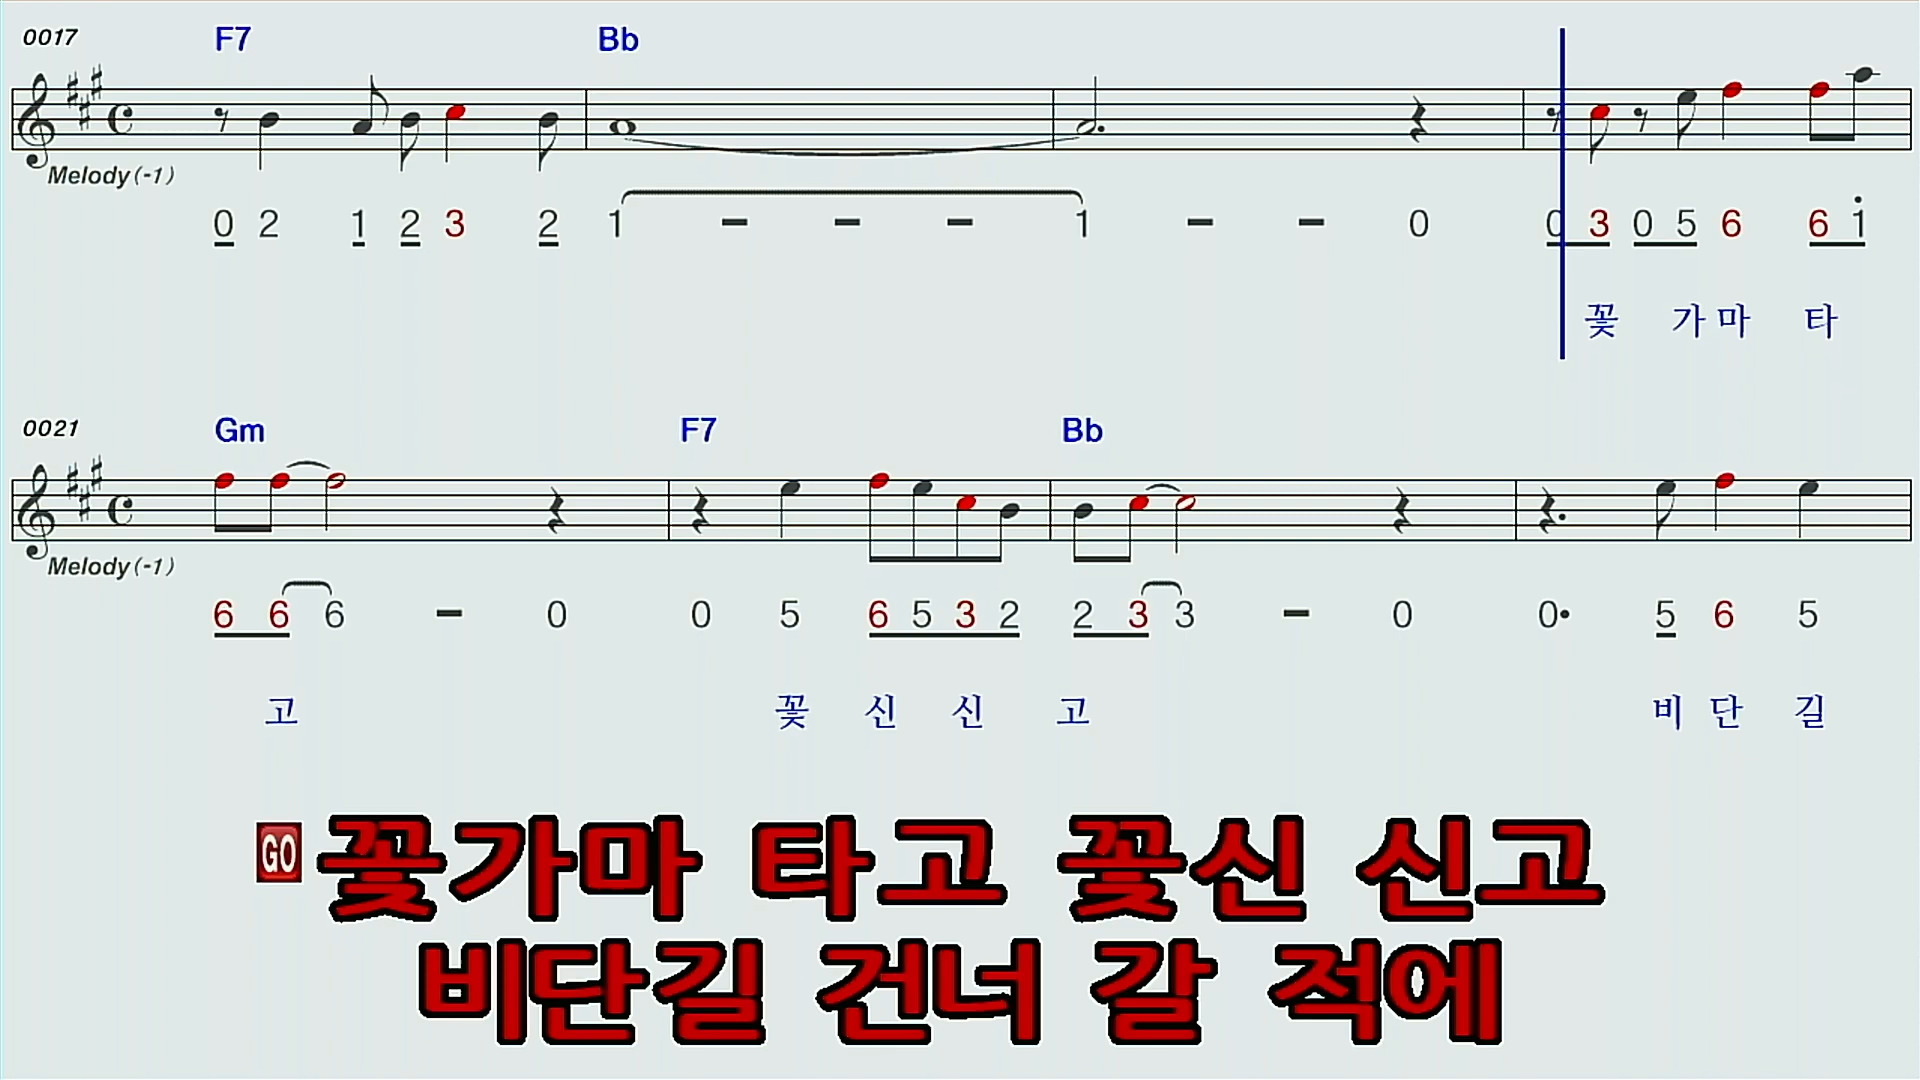 0017 F7 Bb
Melody(-1)
0 2 1 2 3 2 1 - - - 1 - - 0 0 3 0 5 6 6 1̇
꽃 가 마 타
0021 Gm F7 Bb
Melody(-1)
6 6 6 - 0 0 5 6 5 3 2 2 3 3 - 0 0• 5 6 5
고 꽃 신 신 고 비 단 길
GO 꽃가마 타고 꽃신 신고
비단길 건너 갈 적에